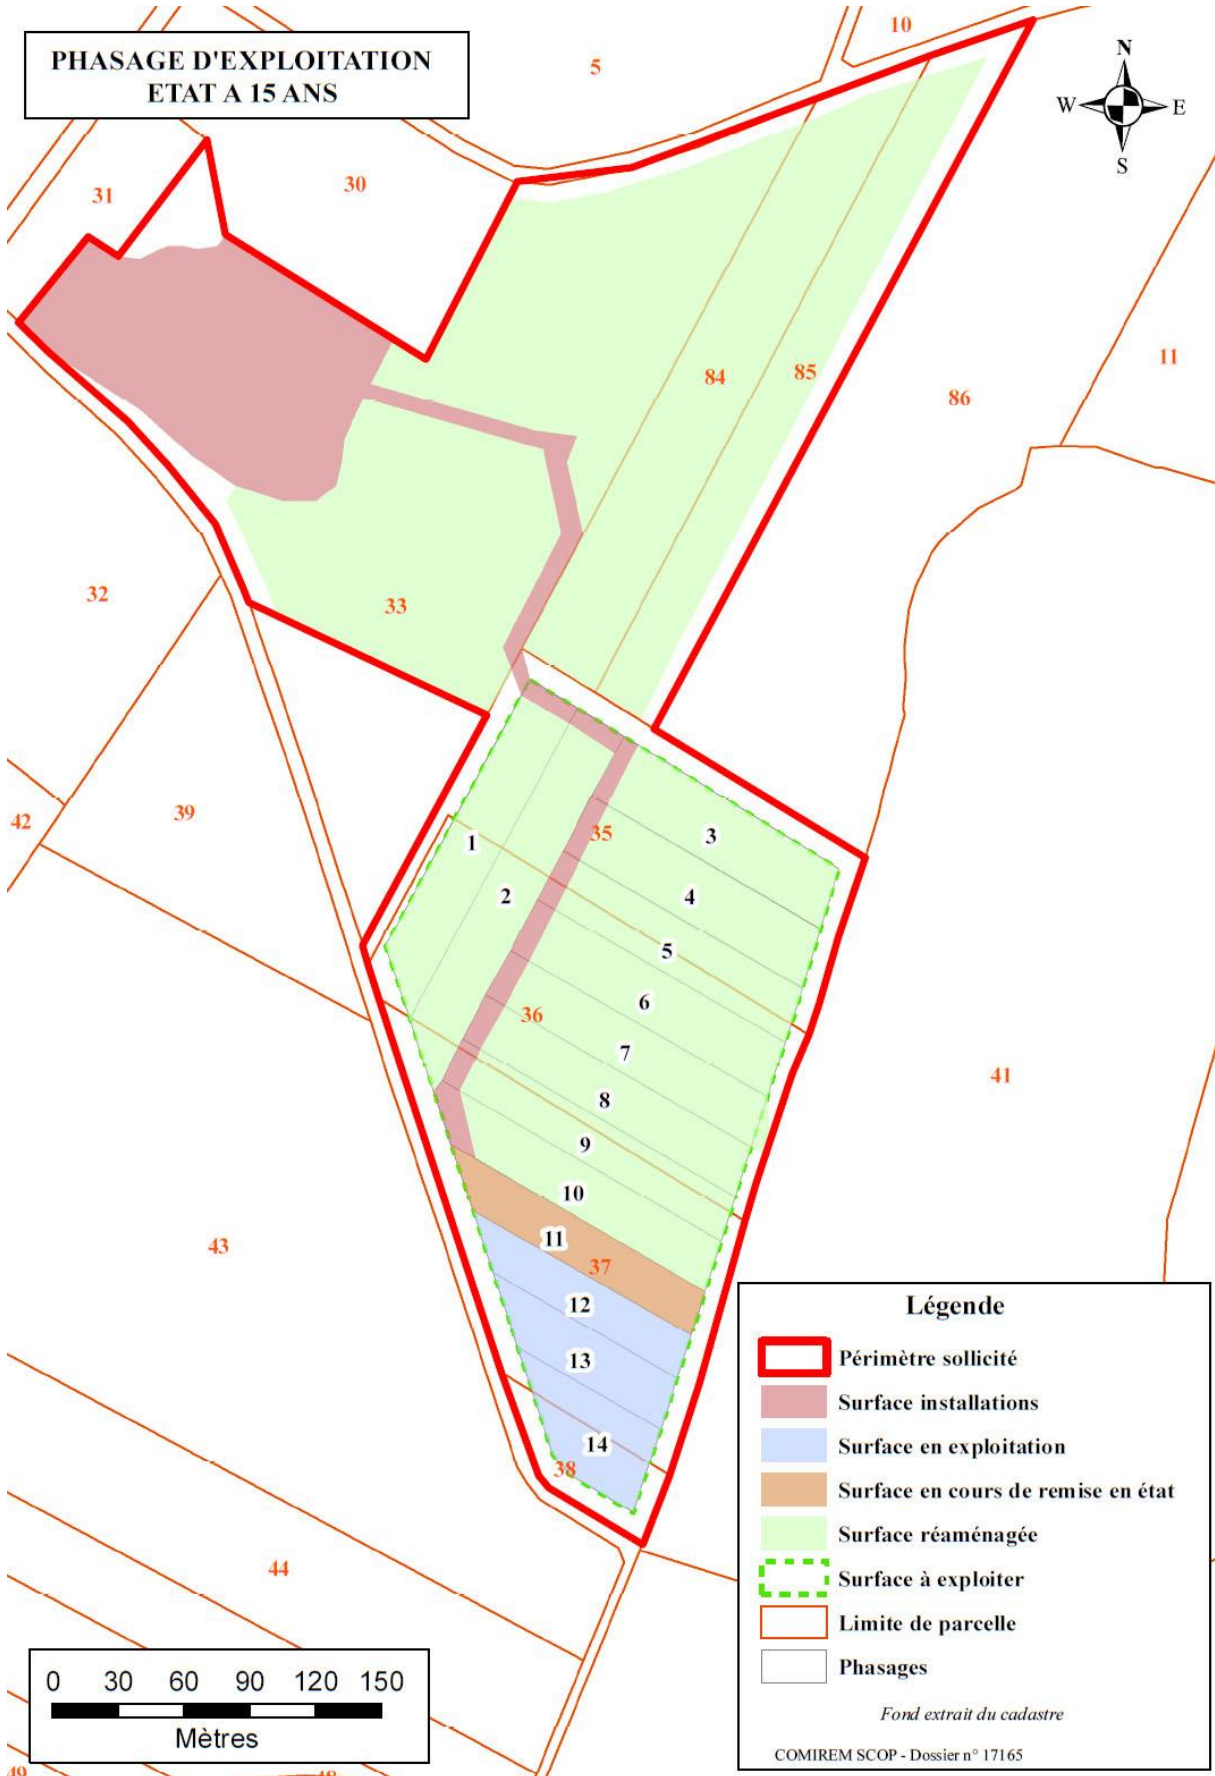 PHASAGE D'EXPLOITATION
ETAT A 15 ANS
10
5
N
W E
S
31
30
84
85
86
11
32
33
42
39
1
35
3
2
4
5
6
36
7
41
8
9
10
43
11
37
12
13
14
38
44
Légende
Périmètre sollicité
Surface installations
Surface en exploitation
Surface en cours de remise en état
Surface réaménagée
Surface à exploiter
Limite de parcelle
Phasages
Fond extrait du cadastre
COMIREM SCOP - Dossier n° 17165
0 30 60 90 120 150
Mètres
49
48